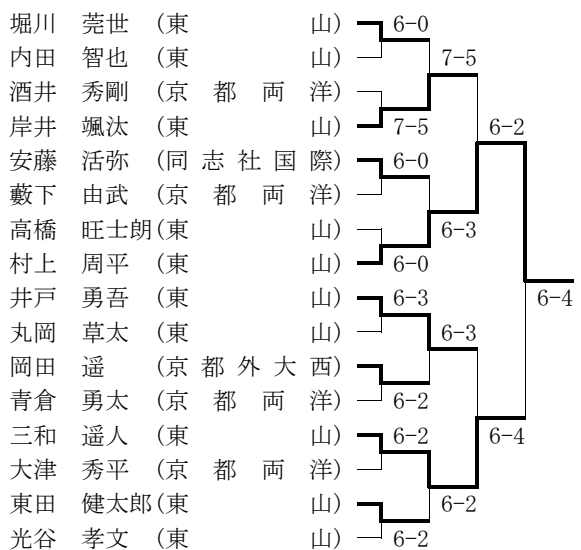 堀川 莞世 (東 山) 6-0
内田 智也 (東 山) 7-5
酒井 秀剛 (京 都 両 洋)
岸井 颯汰 (東 山) 7-5 6-2
安藤 活弥 (同 志 社 国 際) 6-0
藪下 由武 (京 都 両 洋)
高橋 旺士朗(東 山) 6-3
村上 周平 (東 山) 6-0
井戸 勇吾 (東 山) 6-3 6-4
丸岡 草太 (東 山) 6-3
岡田 遥 (京 都 外 大 西)
青倉 勇太 (京 都 両 洋) 6-2
三和 遥人 (東 山) 6-2 6-4
大津 秀平 (京 都 両 洋)
東田 健太郎(東 山) 6-2
光谷 孝文 (東 山) 6-2